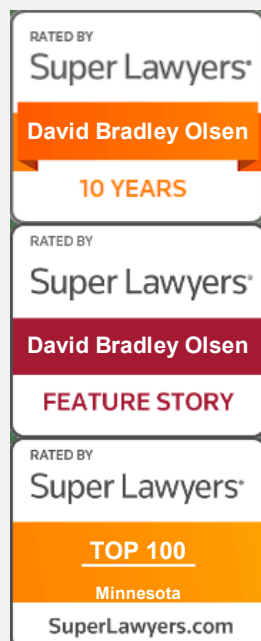 RATED BY
Super Lawyers®
David Bradley Olsen
10 YEARS
RATED BY
Super Lawyers®
David Bradley Olsen
FEATURE STORY
RATED BY
Super Lawyers®
TOP 100
Minnesota
SuperLawyers.com